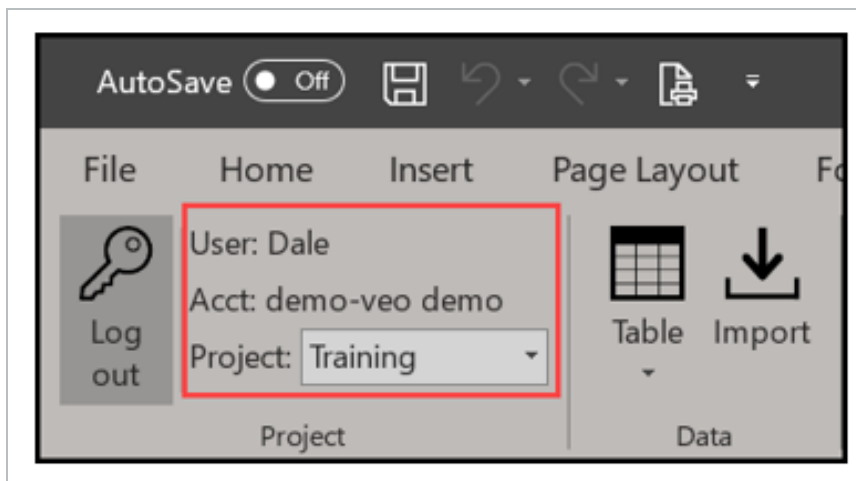 AutoSave Off
File Home Insert Page Layout
User: Dale
Acct: demo-veo demo
Project: Training
Log
out
Table Import
Project Data